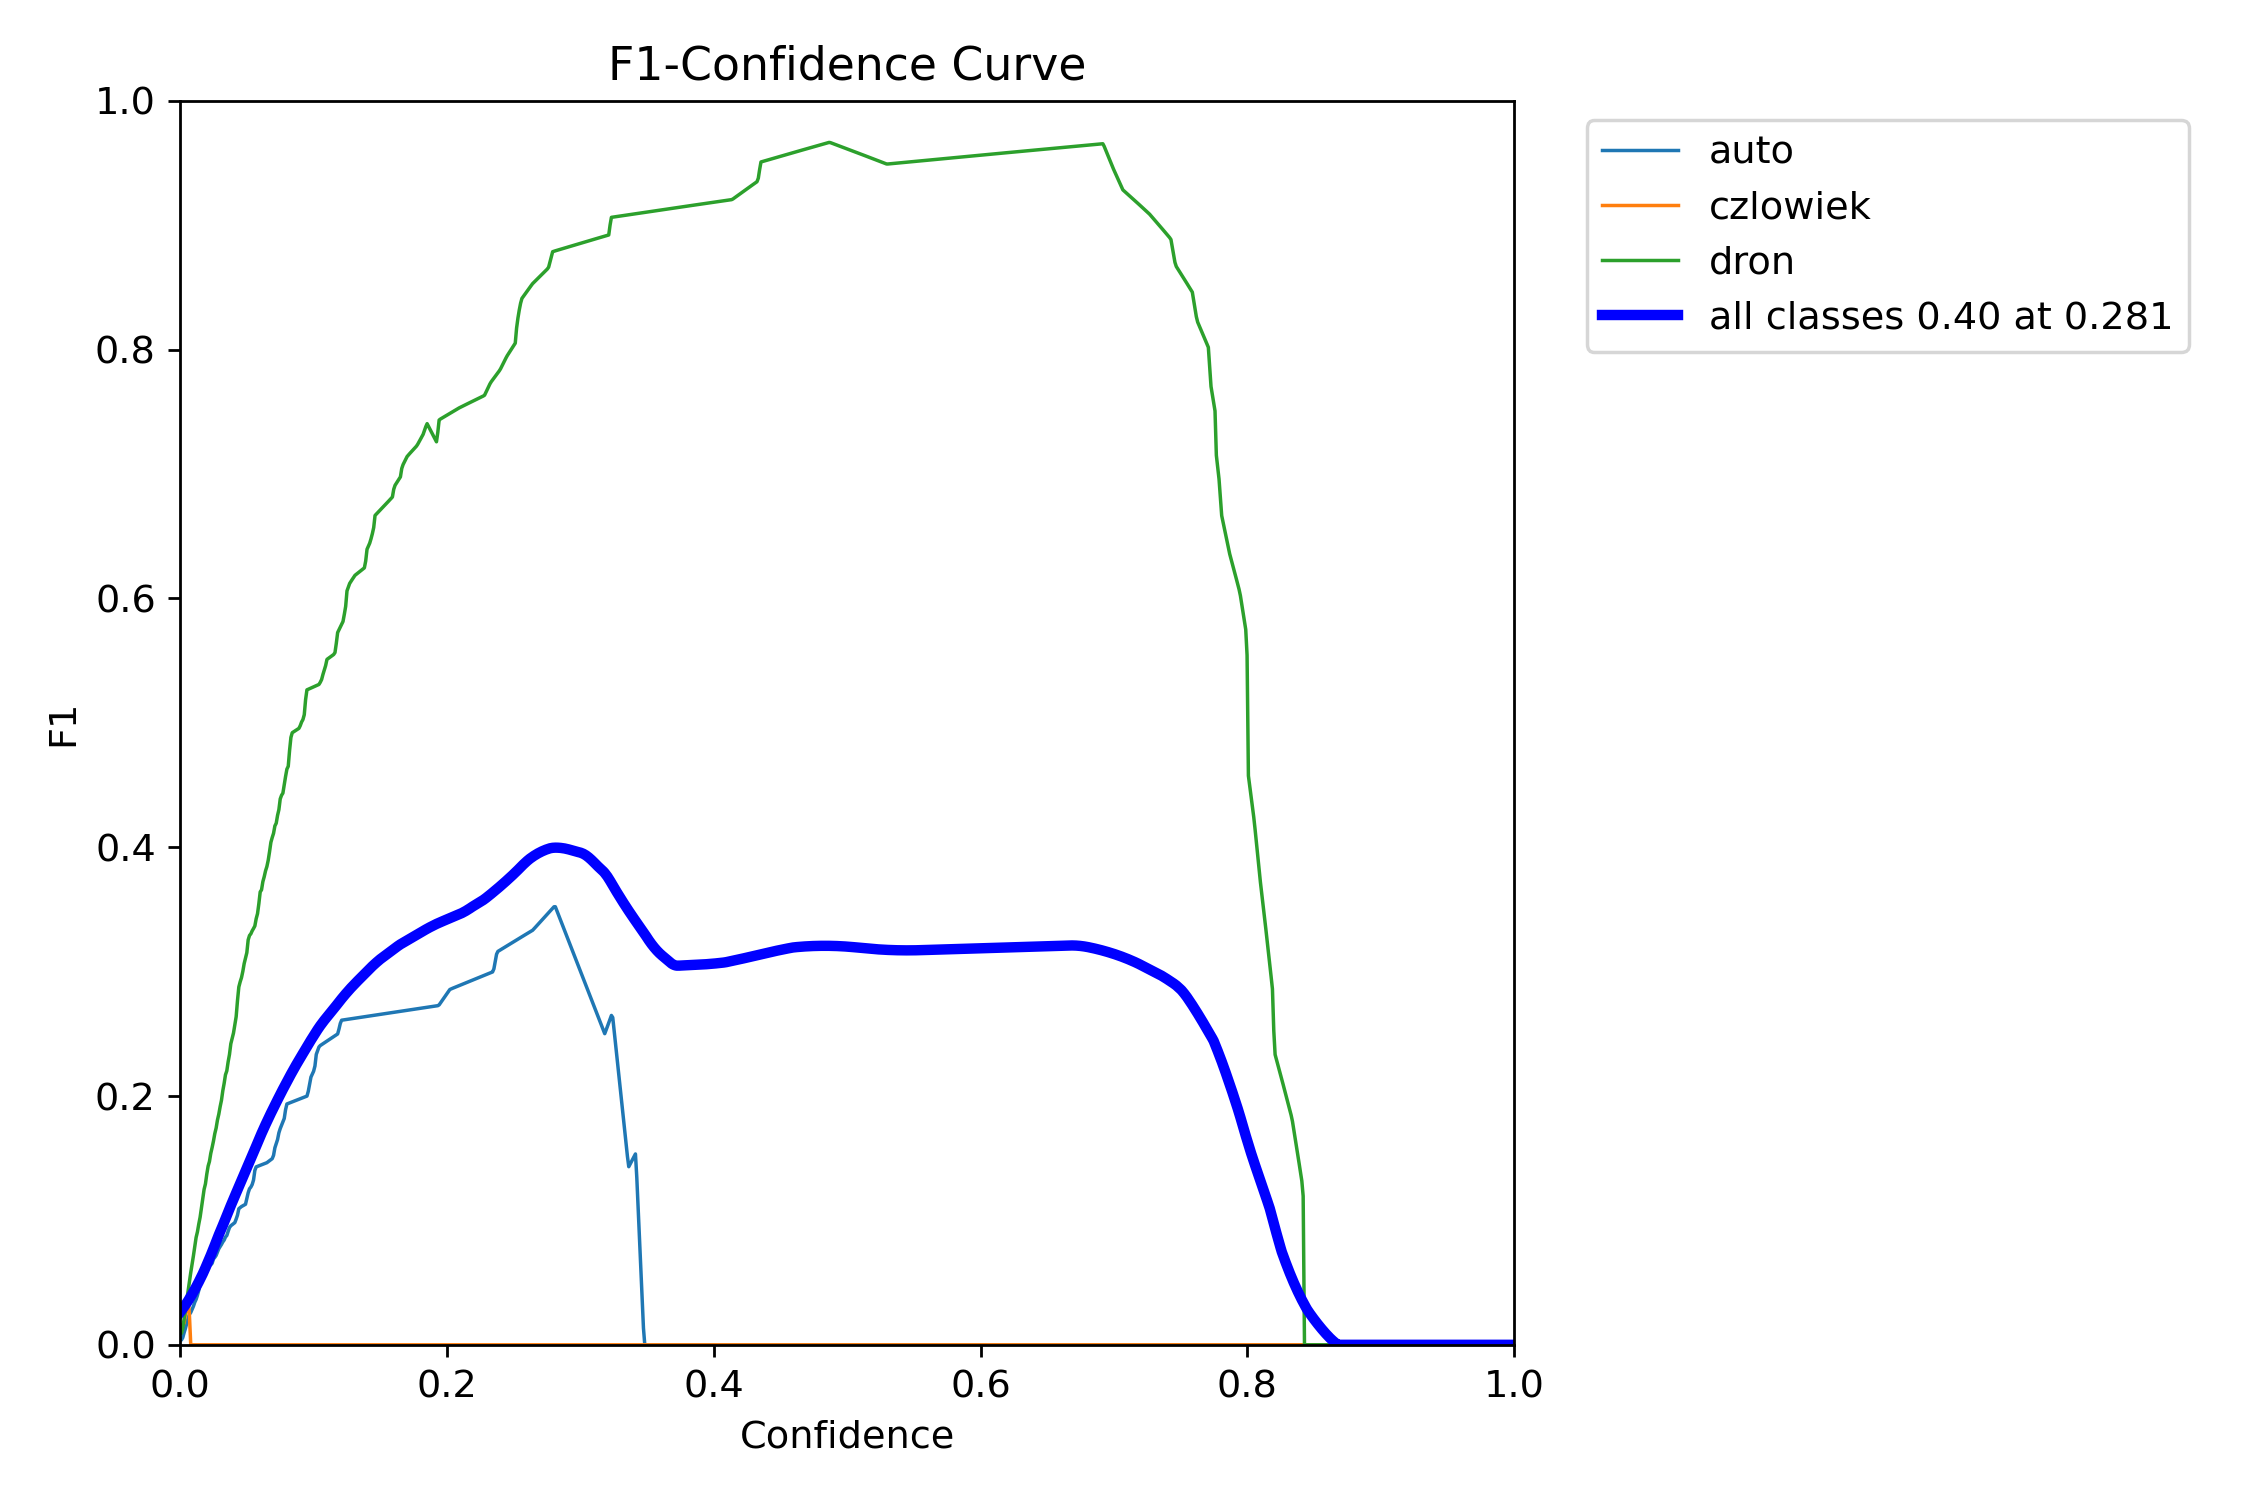 F1-Confidence Curve
1.0
0.8
0.6
0.4
0.2
0.0
F1
0.0 0.2 0.4 0.6 0.8 1.0
Confidence
auto
czlowiek
dron
all classes 0.40 at 0.281